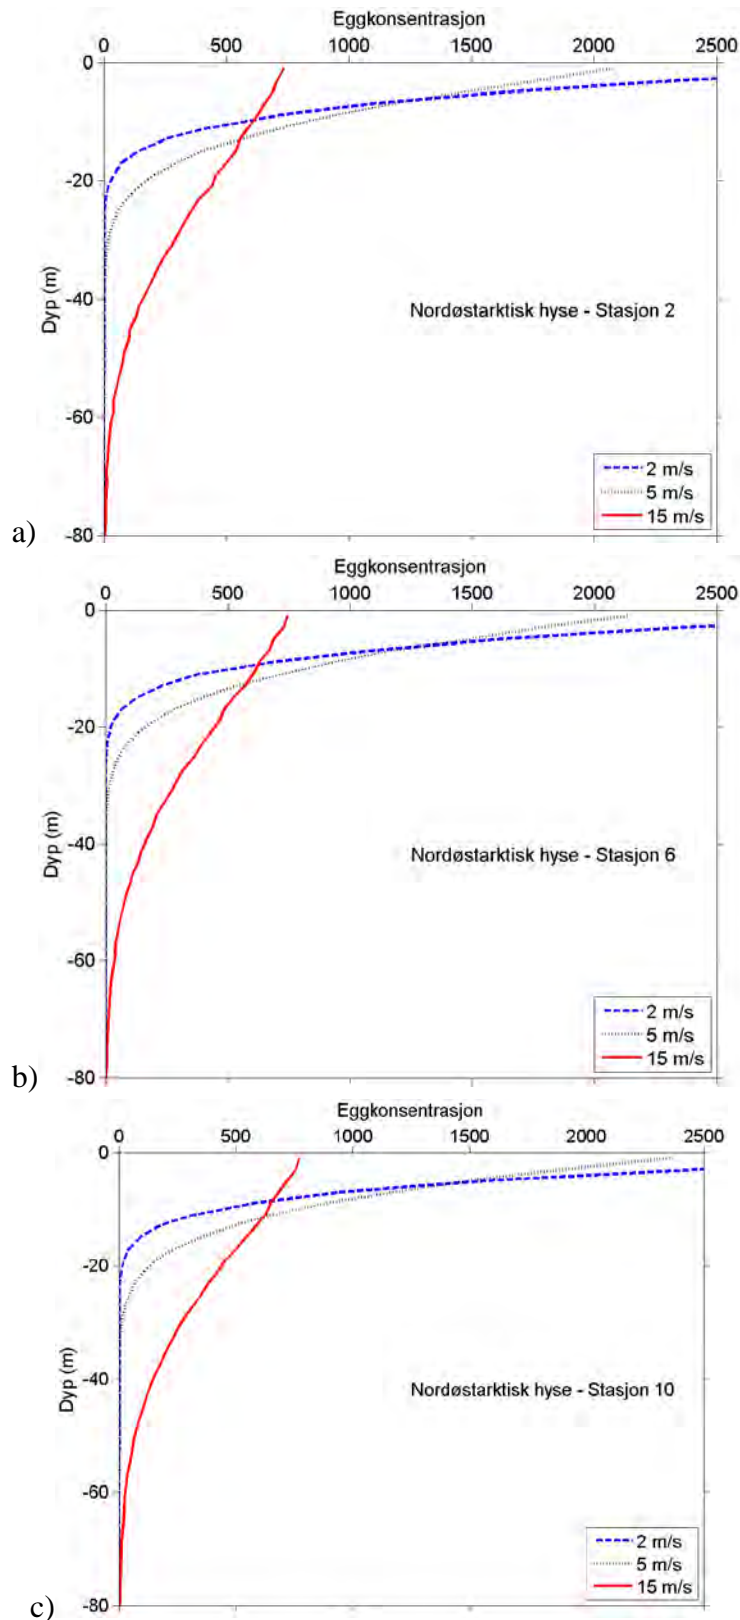 Eggkonsentrasjon
0 500 1000 1500 2000 2500
0
-20
-40
-60
-80
Dyp (m)
Nordøstarktisk hyse - Stasjon 2
2 m/s
5 m/s
15 m/s
a)
Eggkonsentrasjon
0 500 1000 1500 2000 2500
0
-20
-40
-60
-80
Dyp (m)
Nordøstarktisk hyse - Stasjon 6
2 m/s
5 m/s
15 m/s
b)
Eggkonsentrasjon
0 500 1000 1500 2000 2500
0
-20
-40
-60
-80
Dyp (m)
Nordøstarktisk hyse - Stasjon 10
2 m/s
5 m/s
15 m/s
c)